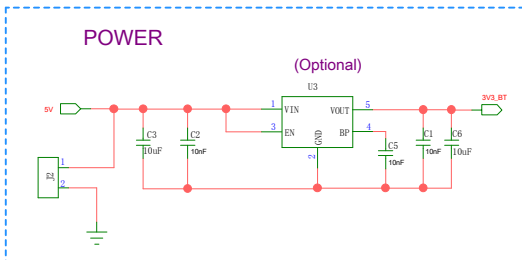 POWER
(Optional)
U3
5V
1
VIN
VOUT
5
3V3_BT
3
EN
BP
4
GND
2
C3
10uF
C2
10nF
C5
10nF
C1
10nF
C6
10uF
1
2